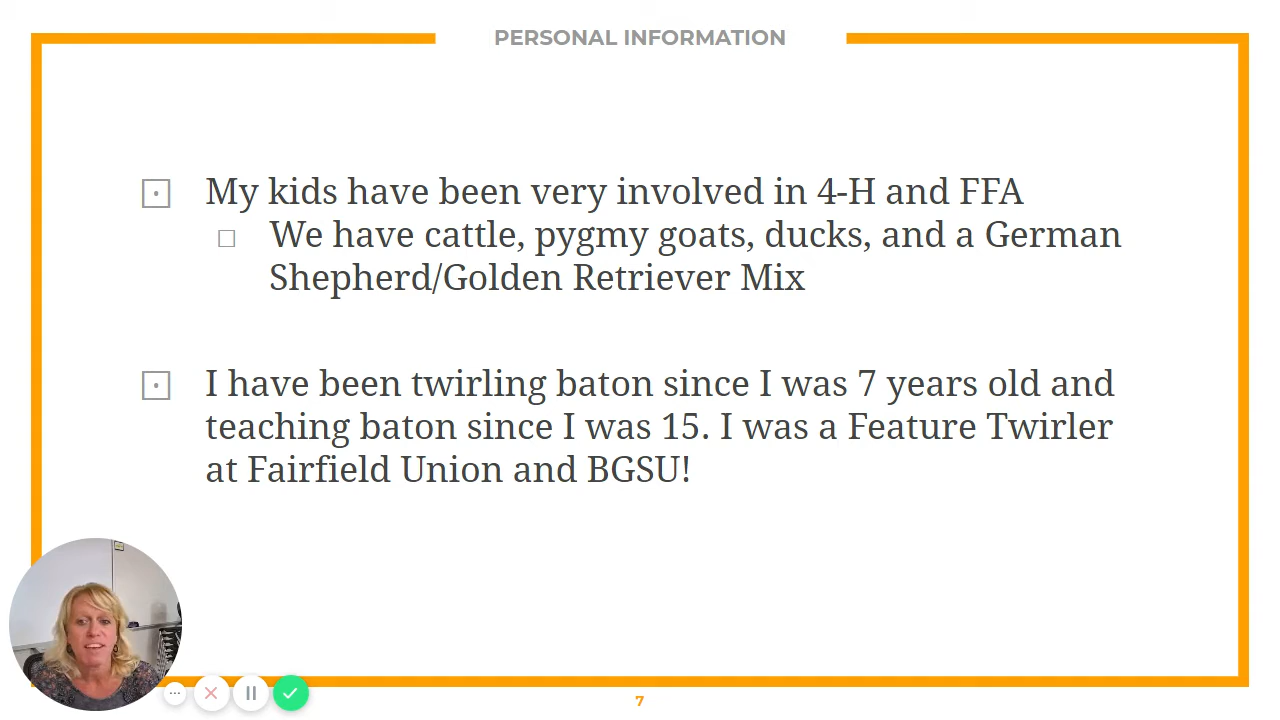 PERSONAL INFORMATION
My kids have been very involved in 4-H and FFA
We have cattle, pygmy goats, ducks, and a German
Shepherd/Golden Retriever Mix
I have been twirling baton since I was 7 years old and
teaching baton since I was 15. I was a Feature Twirler
at Fairfield Union and BGSU!
7